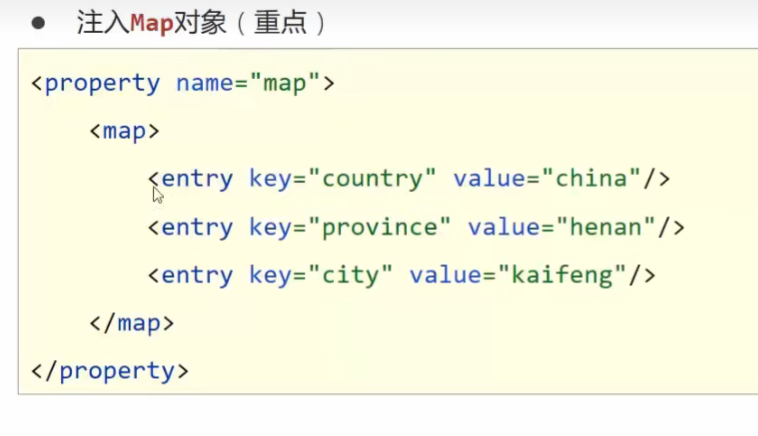 ● 注入Map对象（重点）
<property name="map">
<map>
<entry key="country" value="china"/>
<entry key="province" value="henan"/>
<entry key="city" value="kaifeng"/>
</map>
</property>